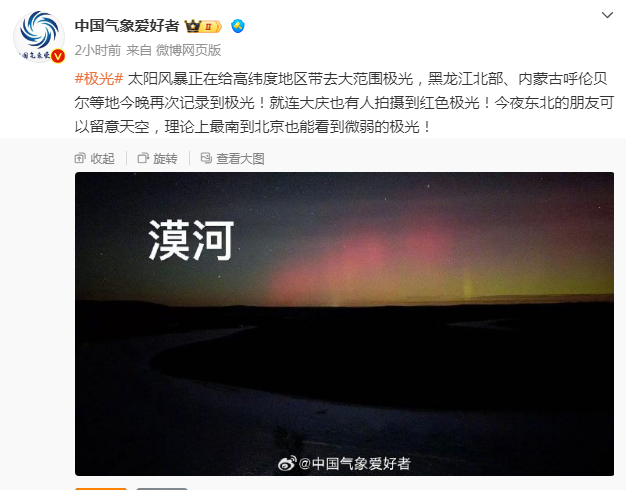 中国气象爱好者
2小时前 来自 微博网页版
#极光# 太阳风暴正在给高纬度地区带去大范围极光，黑龙江北部、内蒙古呼伦贝
尔等地今晚再次记录到极光！就连大庆也有人拍摄到红色极光！今夜东北的朋友可
以留意天空，理论上最南到北京也能看到微弱的极光！
收起 旋转 查看大图
漠河
@中国气象爱好者